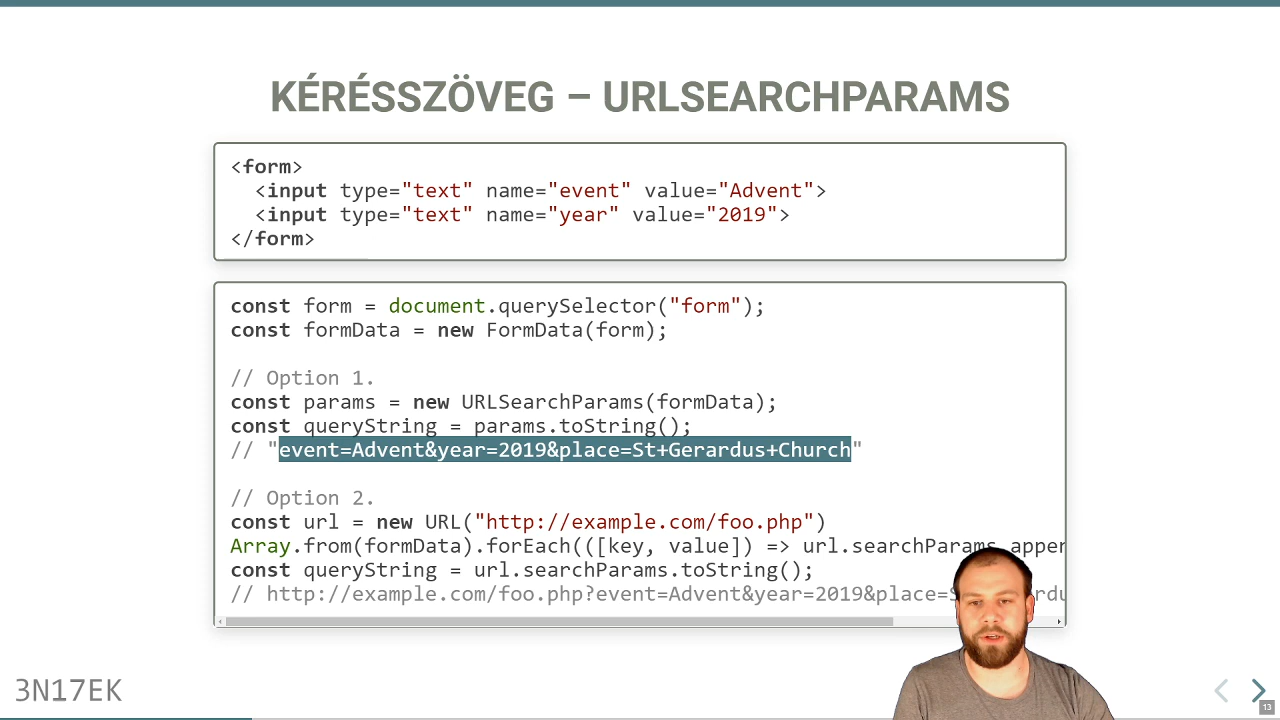 KÉRÉSSZÖVEG – URLSEARCHPARAMS
<form>
  <input type="text" name="event" value="Advent">
  <input type="text" name="year" value="2019">
</form>
const form = document.querySelector("form");
const formData = new FormData(form);
// Option 1.
const params = new URLSearchParams(formData);
const queryString = params.toString();
// "event=Advent&year=2019&place=St+Gerardus+Church"
// Option 2.
const url = new URL("http://example.com/foo.php")
Array.from(formData).forEach(([key, value]) => url.searchParams.apper
const queryString = url.searchParams.toString();
// http://example.com/foo.php?event=Advent&year=2019&place=
3N17EK
13